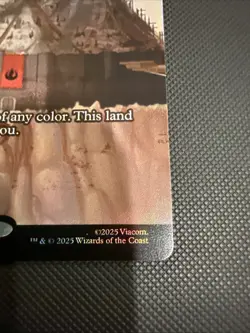 of any color. This land
ou.
©2025 Viacom.
™ & © 2025 Wizards of the Coast